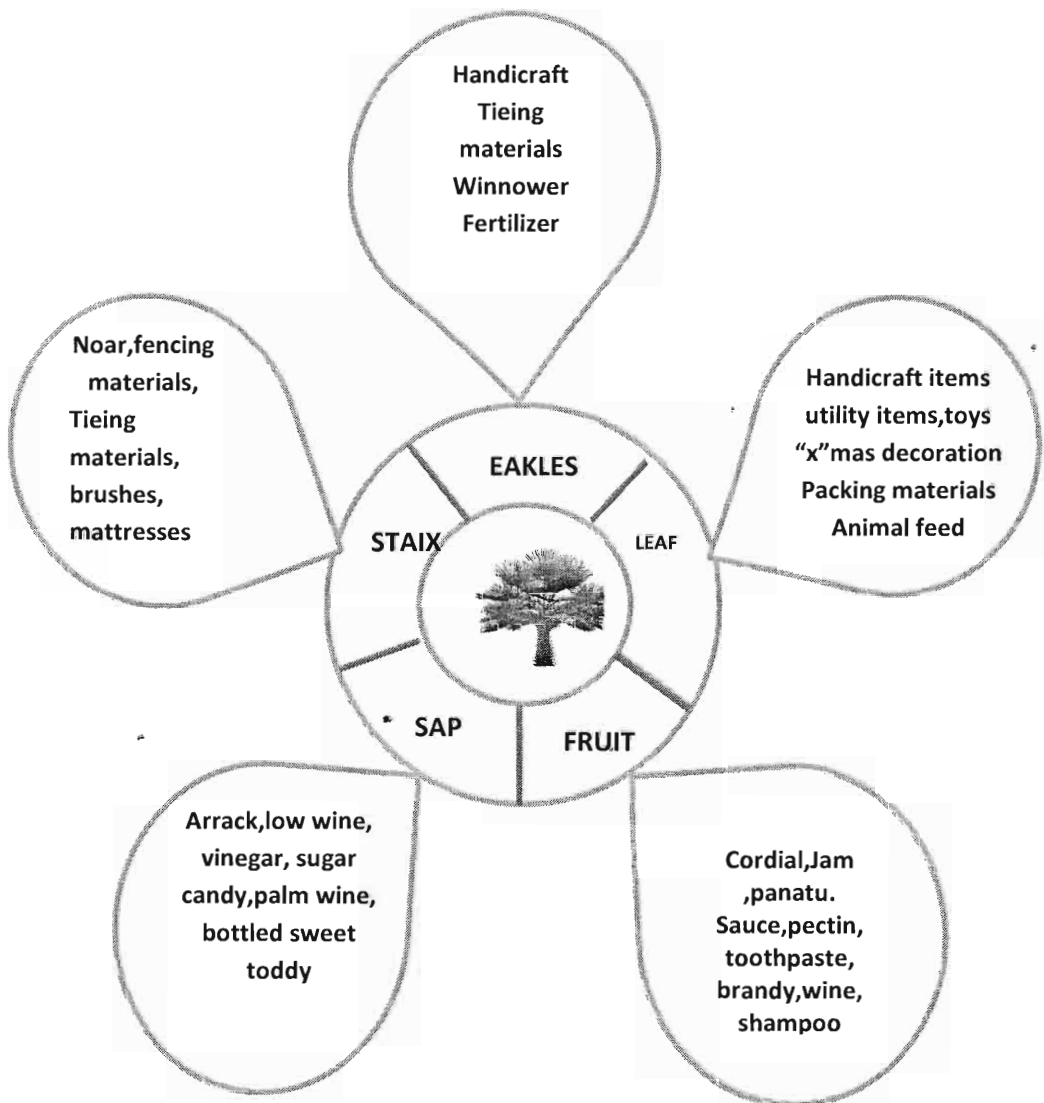 Handicraft
Tieing
materials
Winnower
Fertilizer
Noar,fencing
materials,
Tieing
materials,
brushes,
mattresses
Handicraft items
utility items,toys
“x”mas decoration
Packing materials
Animal feed
EAKLES
STAIX
LEAF
SAP
FRUIT
Arrack,low wine,
vinegar, sugar
candy,palm wine,
bottled sweet
toddy
Cordial,Jam
,panatu.
Sauce,pectin,
toothpaste,
brandy,wine,
shampoo